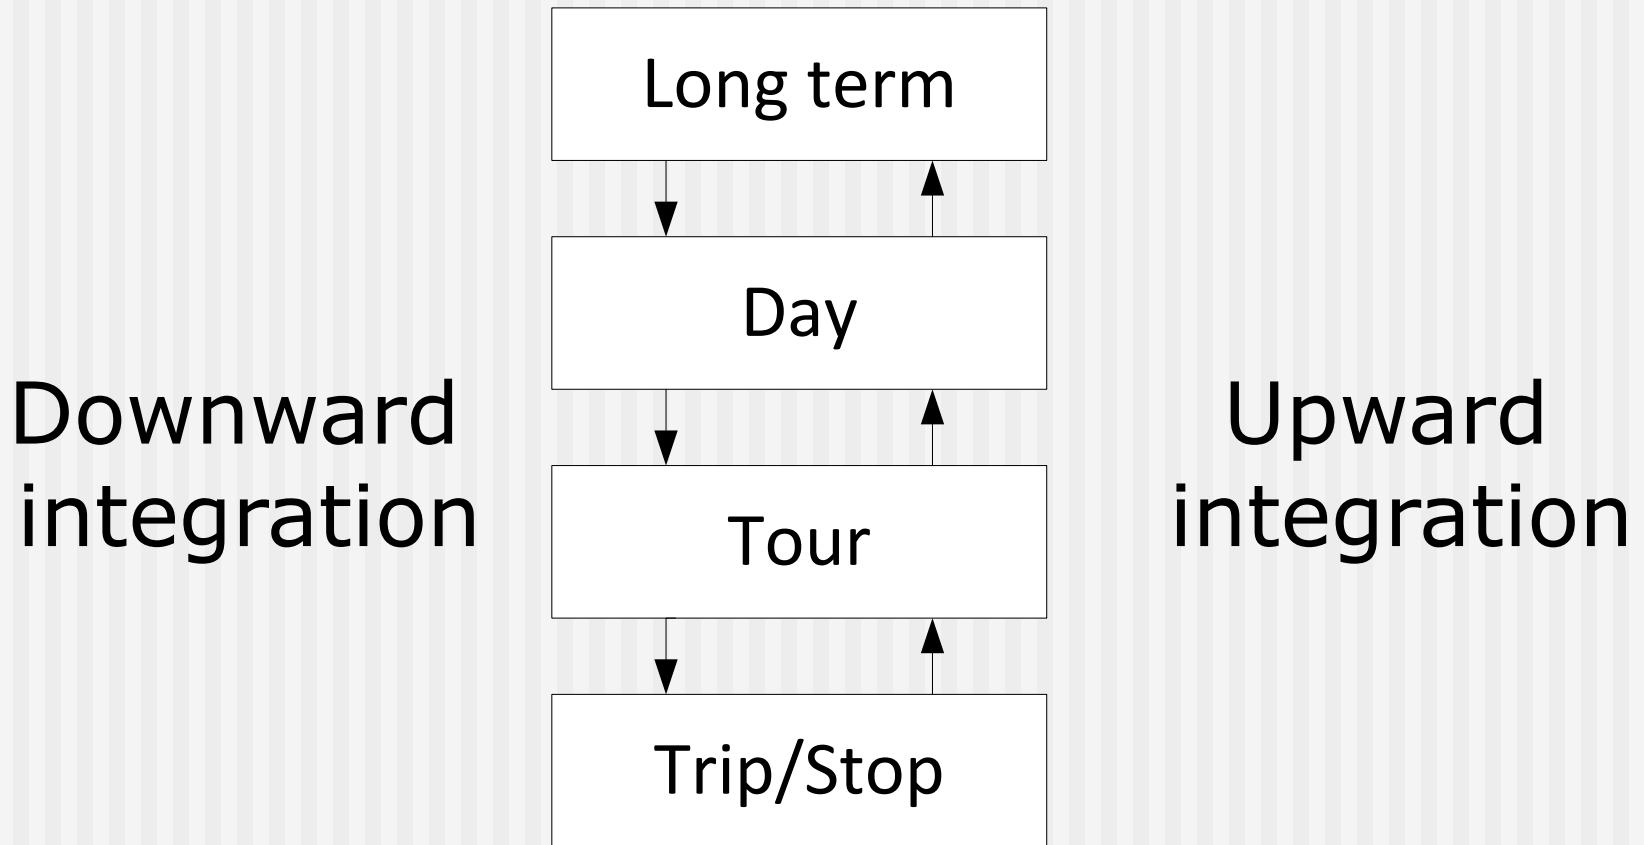 Long term
Day
Downward
integration
Upward
integration
Tour
Trip/Stop